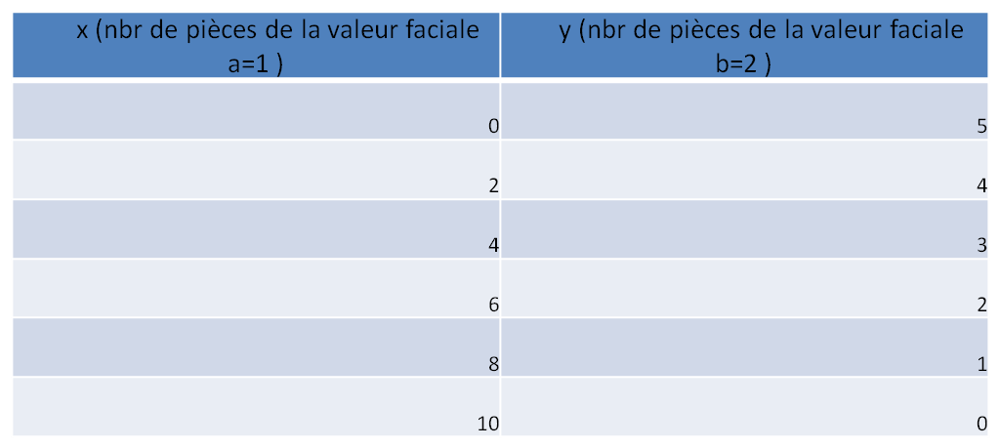 x (nbr de pièces de la valeur faciale
a=1 )
y (nbr de pièces de la valeur faciale
b=2 )
0 5
2 4
4 3
6 2
8 1
10 0